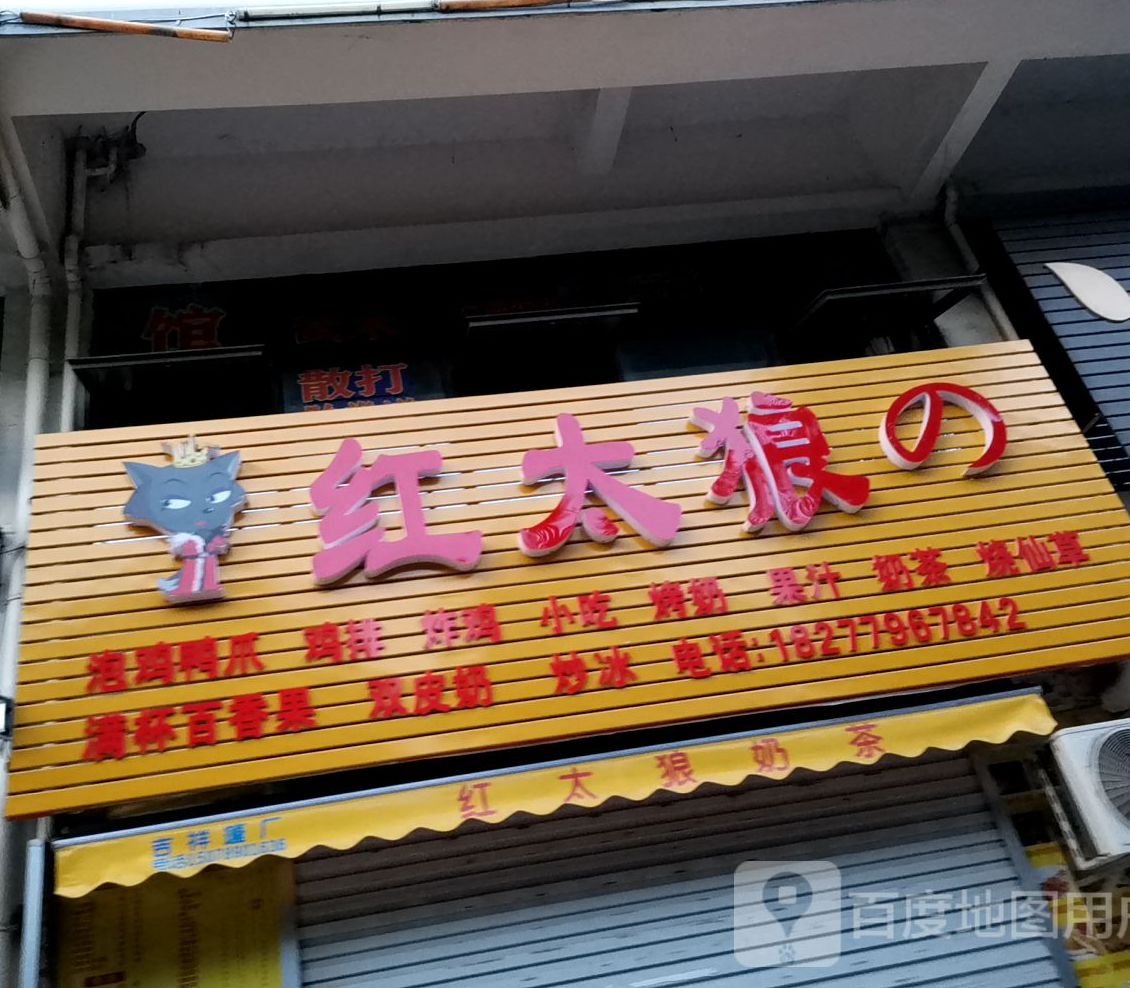 馆
散打
红太狼の
泡鸡鸭爪 鸡排 炸鸡 小吃 烤奶 果汁 奶茶 烧仙草
满杯百香果 双皮奶 炒冰 电话:18277967842
红太狼奶茶
吉祥篷厂
百度地图用户